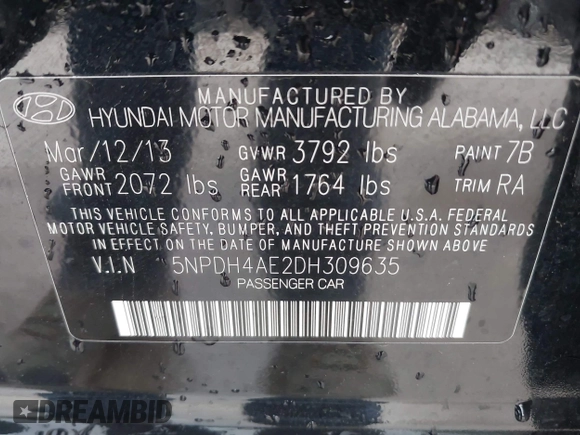 MANUFACTURED BY
HYUNDAI MOTOR MANUFACTURING ALABAMA, LLC
Mar/12/13 GVWR 3792 lbs PAINT 7B
GAWR FRONT 2072 lbs GAWR REAR 1764 lbs TRIM RA
THIS VEHICLE CONFORMS TO ALL APPLICABLE U.S.A. FEDERAL
MOTOR VEHICLE SAFETY, BUMPER, AND THEFT PREVENTION STANDARDS
IN EFFECT ON THE DATE OF MANUFACTURE SHOWN ABOVE
V.I.N 5NPDH4AE2DH309635
PASSENGER CAR
DREAMBID